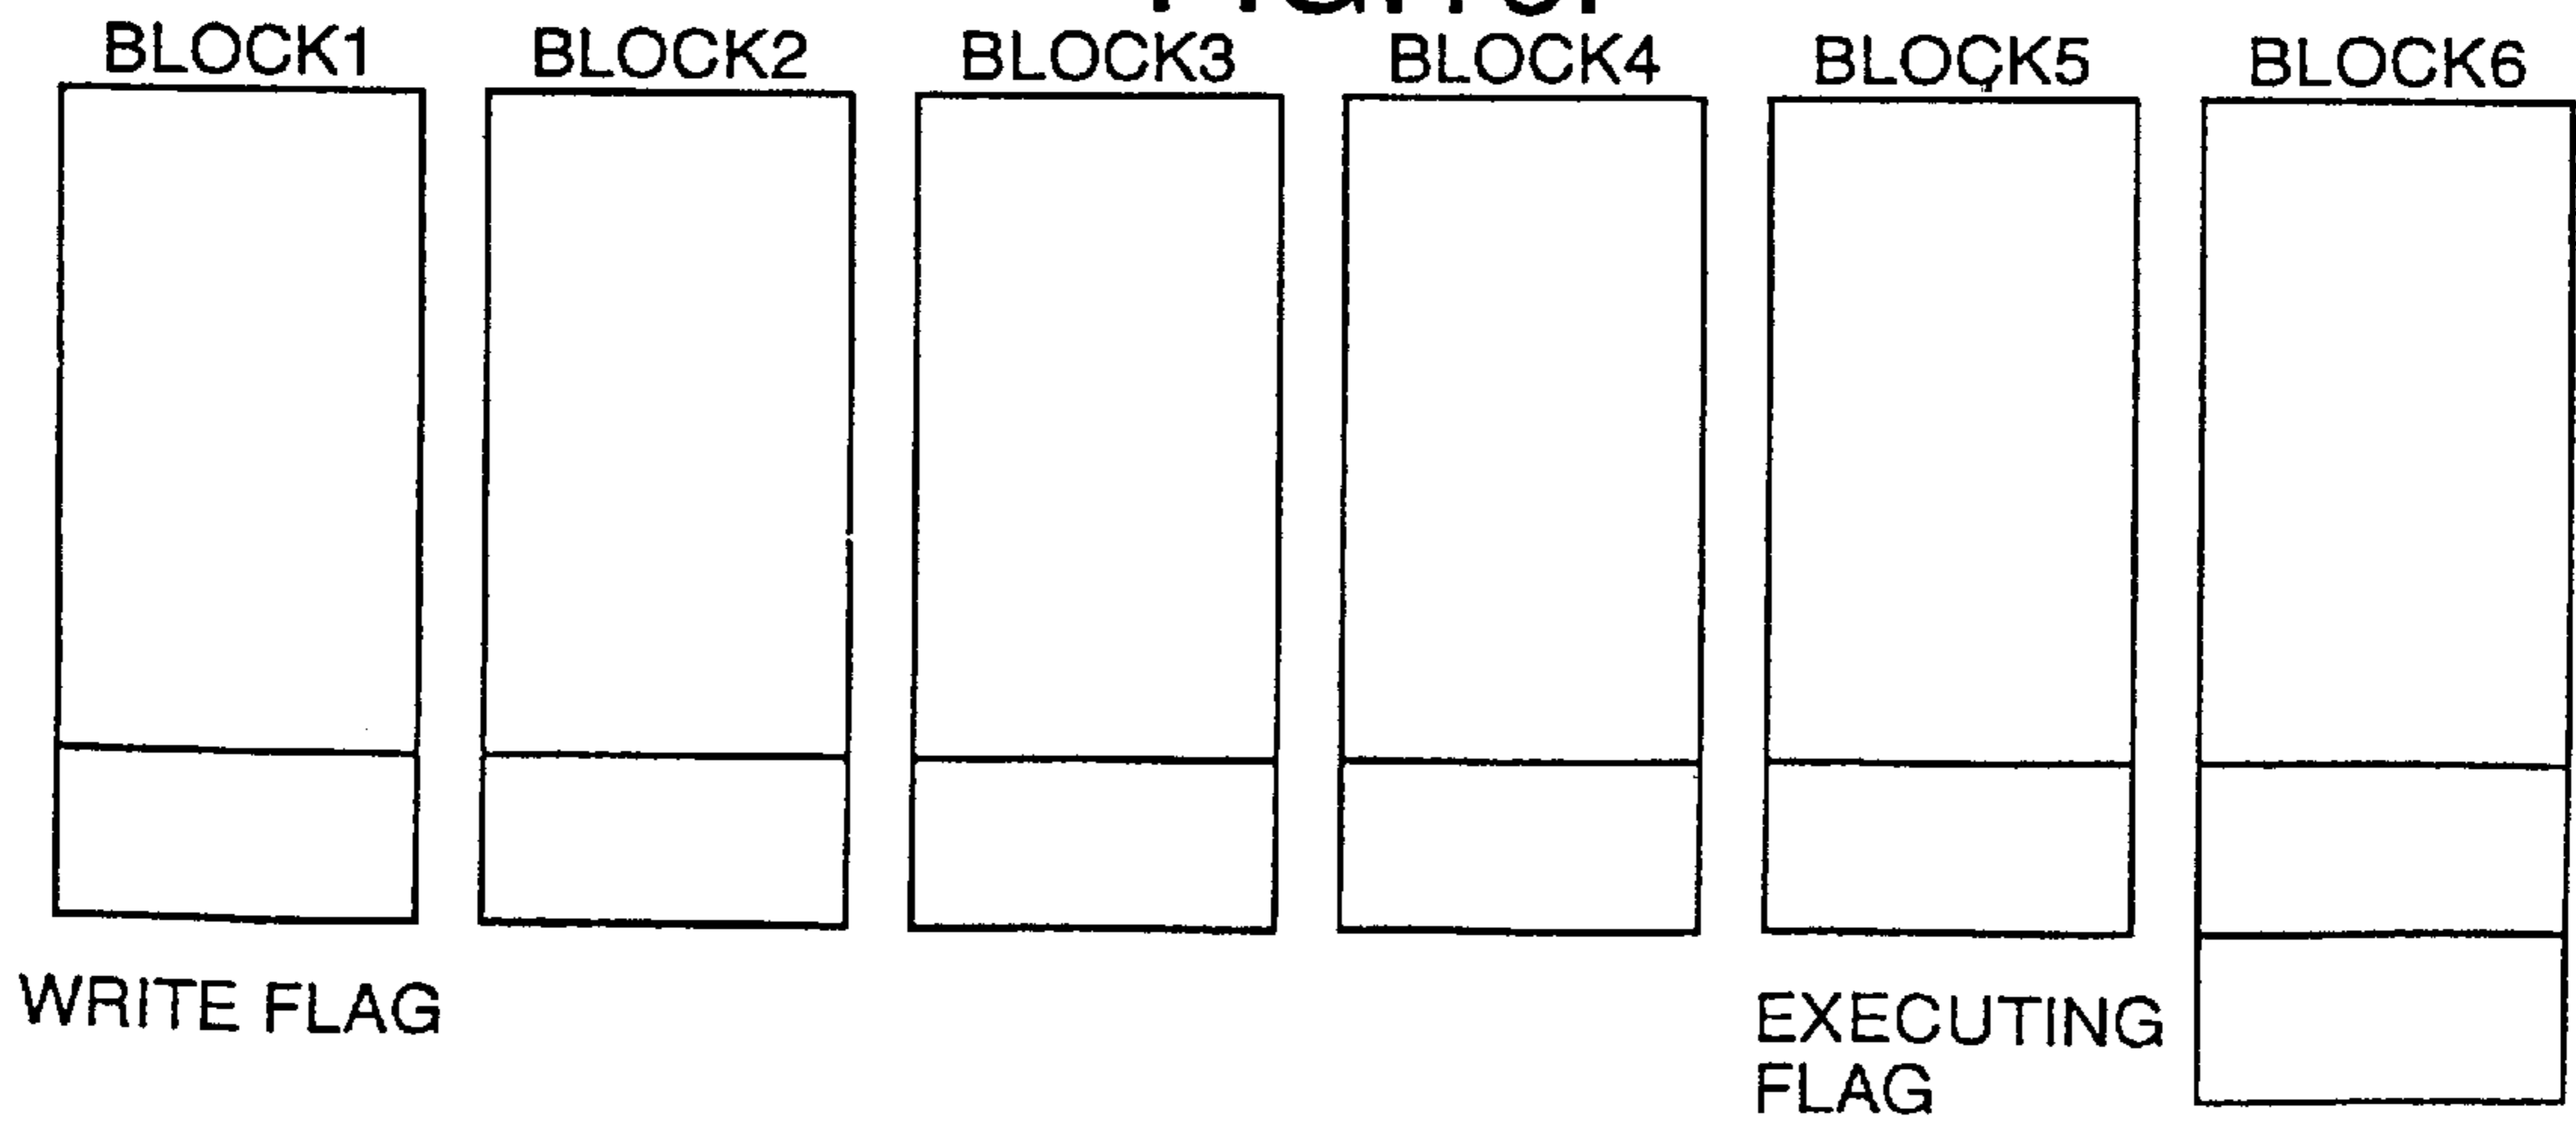 BLOCK1 BLOCK2 BLOCK3 BLOCK4 BLOCK5 BLOCK6
WRITE FLAG
EXECUTING
FLAG